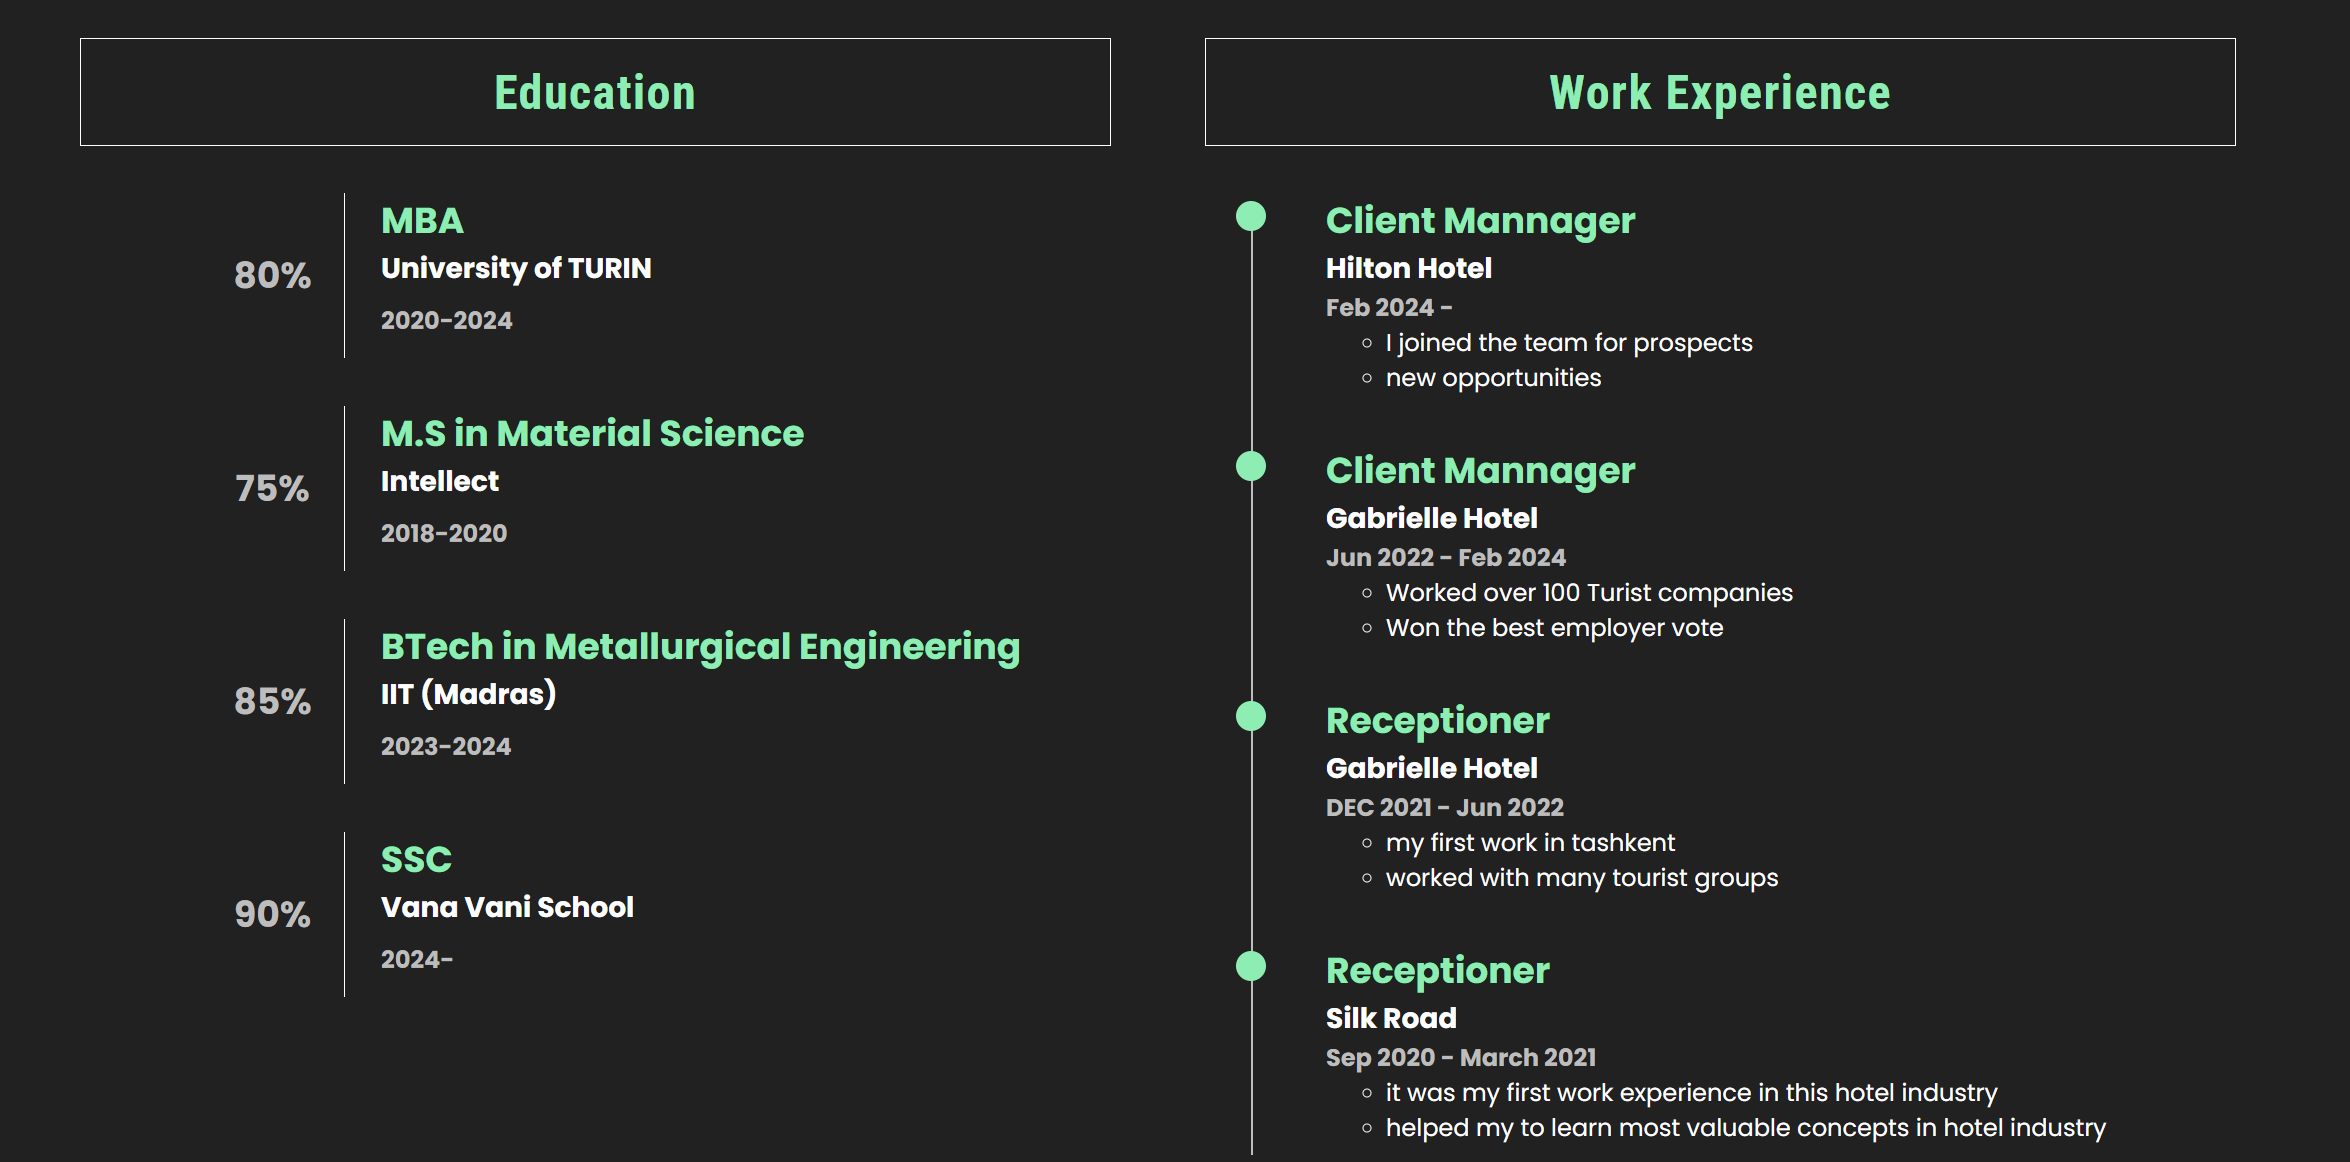 Education
80%
MBA
University of TURIN
2020-2024
75%
M.S in Material Science
Intellect
2018-2020
85%
BTech in Metallurgical Engineering
IIT (Madras)
2023-2024
90%
SSC
Vana Vani School
2024-
Work Experience
Client Mannager
Hilton Hotel
Feb 2024 -
I joined the team for prospects
new opportunities
Client Mannager
Gabrielle Hotel
Jun 2022 - Feb 2024
Worked over 100 Turist companies
Won the best employer vote
Receptioner
Gabrielle Hotel
DEC 2021 - Jun 2022
my first work in tashkent
worked with many tourist groups
Receptioner
Silk Road
Sep 2020 - March 2021
it was my first work experience in this hotel industry
helped my to learn most valuable concepts in hotel industry